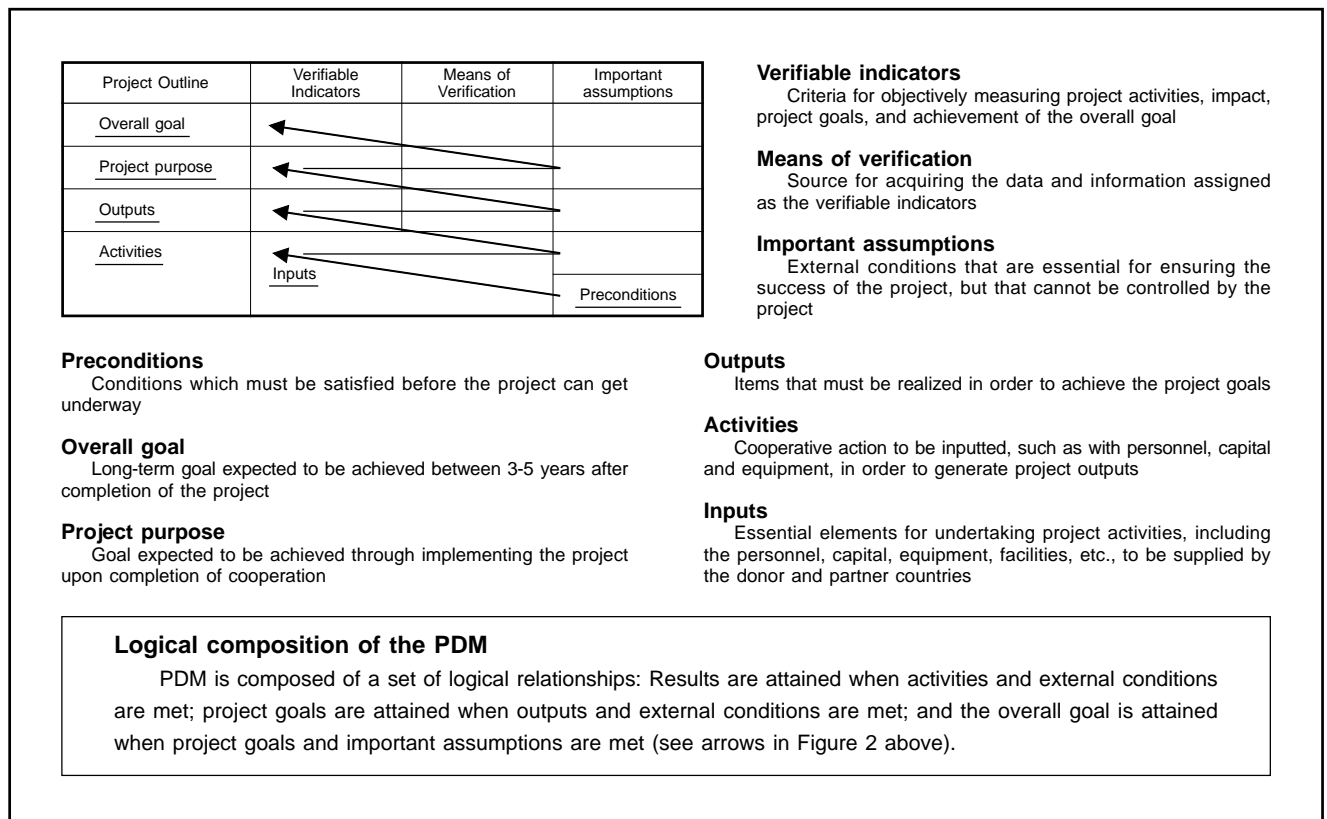 Project Outline
Verifiable
Indicators
Means of
Verification
Important
assumptions
Overall goal
Project purpose
Outputs
Activities
Inputs
Preconditions
Verifiable indicators
Criteria for objectively measuring project activities, impact,
project goals, and achievement of the overall goal
Means of verification
Source for acquiring the data and information assigned
as the verifiable indicators
Important assumptions
External conditions that are essential for ensuring the
success of the project, but that cannot be controlled by the
project
Preconditions
Conditions which must be satisfied before the project can get
underway
Overall goal
Long-term goal expected to be achieved between 3-5 years after
completion of the project
Project purpose
Goal expected to be achieved through implementing the project
upon completion of cooperation
Outputs
Items that must be realized in order to achieve the project goals
Activities
Cooperative action to be inputted, such as with personnel, capital
and equipment, in order to generate project outputs
Inputs
Essential elements for undertaking project activities, including
the personnel, capital, equipment, facilities, etc., to be supplied by
the donor and partner countries
Logical composition of the PDM
PDM is composed of a set of logical relationships: Results are attained when activities and external conditions
are met; project goals are attained when outputs and external conditions are met; and the overall goal is attained
when project goals and important assumptions are met (see arrows in Figure 2 above).